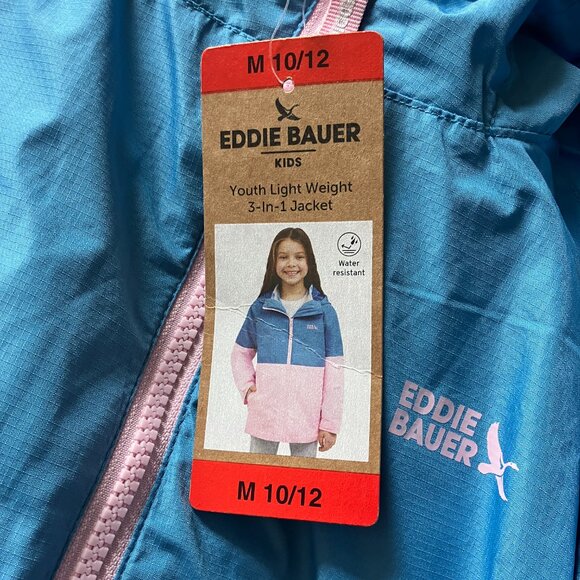 M 10/12
EDDIE BAUER
KIDS
Youth Light Weight
3-In-1 Jacket
Water
resistant
M 10/12
EDDIE
BAUER